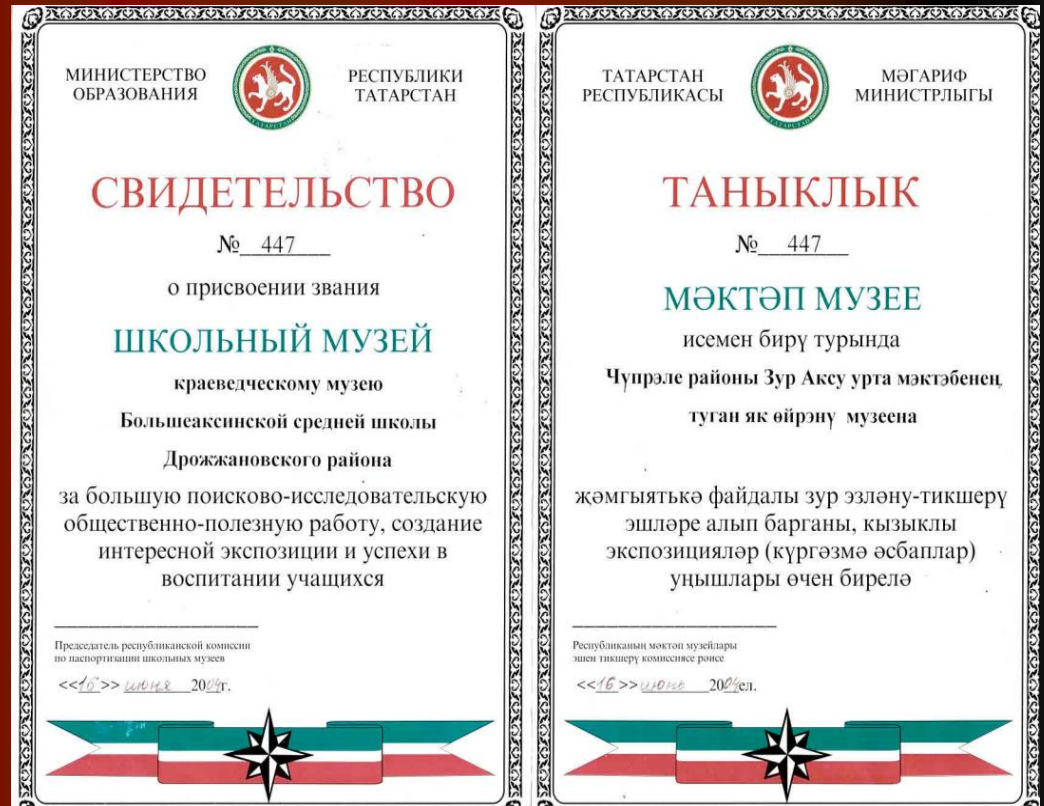 МИНИСТЕРСТВО
ОБРАЗОВАНИЯ
РЕСПУБЛИКИ
ТАТАРСТАН
ТАТАРСТАН
СВИДЕТЕЛЬСТВО
№ 447
о присвоении звания
ШКОЛЬНЫЙ МУЗЕЙ
краеведческому музею
Большеаксинской средней школы
Дрожжановского района
за большую поисково-исследовательскую
общественно-полезную работу, создание
интересной экспозиции и успехи в
воспитании учащихся
Председатель республиканской комиссии
по паспортизации школьных музеев
<<16>> июня 2004г.
ТАТАРСТАН
РЕСПУБЛИКАСЫ
МӘГАРИФ
МИНИСТРЛЫГЫ
ТАТАРСТАН
ТАНЫКЛЫК
№ 447
МӘКТӘП МУЗЕЕ
исемен бирү турында
Чүпрэле районы Зур Аксу урта мәктәбенең
туган як өйрәнү музеена
җәмгыятькә файдалы зур эзләнү-тикшерү
эшләре алып барганы, кызыклы
экспозицияләр (күргәзмә әсбаплар)
уңышлары өчен бирелә
Республиканың мәктәп музейлары
эшен тикшерү комиссиясе рәисе
<<16>> июнь 2004ел.